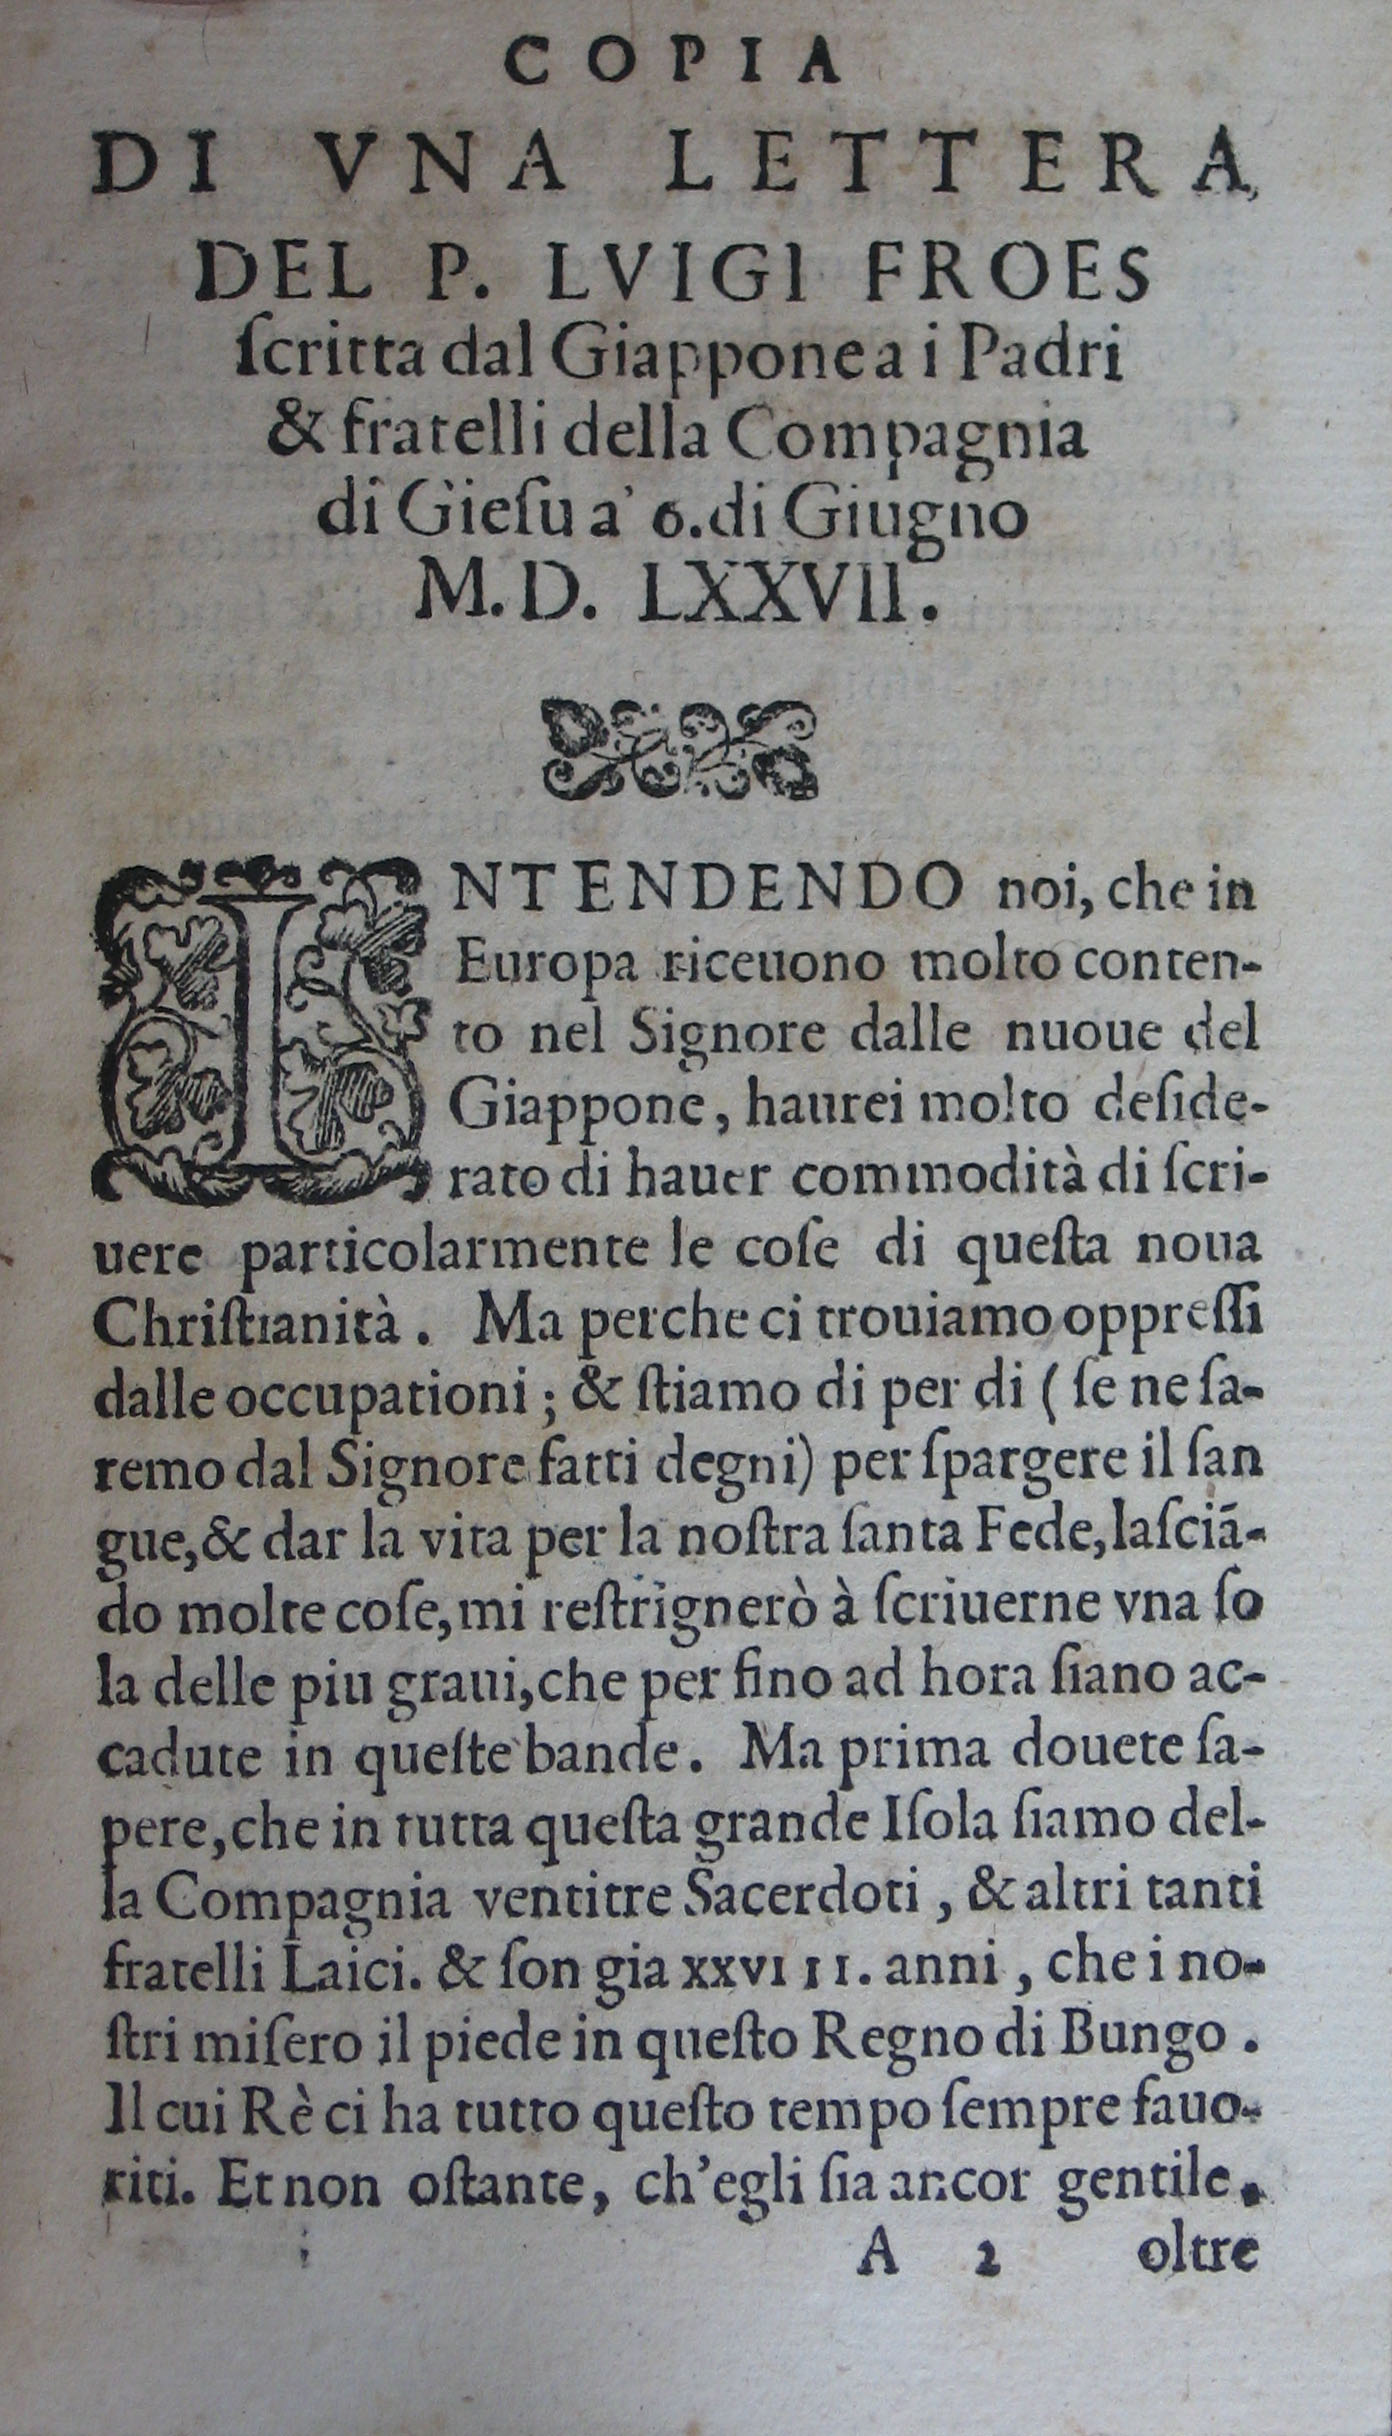 COPIA
DI VNA LETTERA,
DEL P. LVIGI FROES
ſcritta dal Giappone a i Padri
& fratelli della Compagnia
di Gieſu a' 6. di Giugno
M.D. LXXVII.
INTENDENDO noi, che in
Europa riceuono molto conten-
to nel Signore dalle nuoue del
Giappone, haurei molto deſide-
rato di hauer commodità di ſcri-
uere particolarmente le coſe di queſta noua
Chriſtianità. Ma perche ci trouiamo oppreſſi
dalle occupationi; & ſtiamo di per di (ſe ne ſa-
remo dal Signore fatti degni) per ſpargere il ſan
gue, & dar la vita per la noſtra ſanta Fede, laſciā-
do molte coſe, mi reſtrignerò à ſcriuerne vna ſo
la delle piu graui, che per fino ad hora ſiano ac-
cadute in queſte bande. Ma prima douete ſa-
pere, che in tutta queſta grande Iſola ſiamo del-
la Compagnia ventitre Sacerdoti, & altri tanti
fratelli Laici. & ſon gia XXVIII. anni, che i no-
ſtri miſero il piede in queſto Regno di Bungo.
Il cui Rè ci ha tutto queſto tempo ſempre fauo-
riti. Et non oſtante, ch'egli ſia ancor gentile.
A 2 oltre